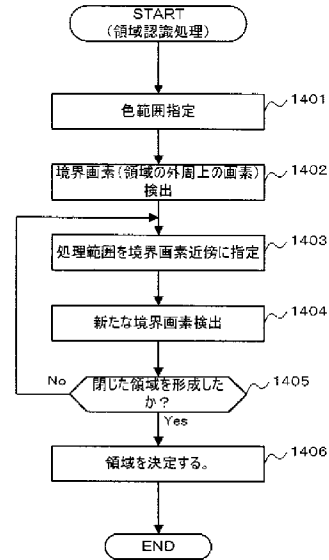 START
(領域認識処理)
1401
色範囲指定
1402
境界画素(領域の外周上の画素)
検出
1403
処理範囲を境界画素近傍に指定
1404
新たな境界画素検出
No
1405
閉じた領域を形成した
か?
Yes
1406
領域を決定する。
END